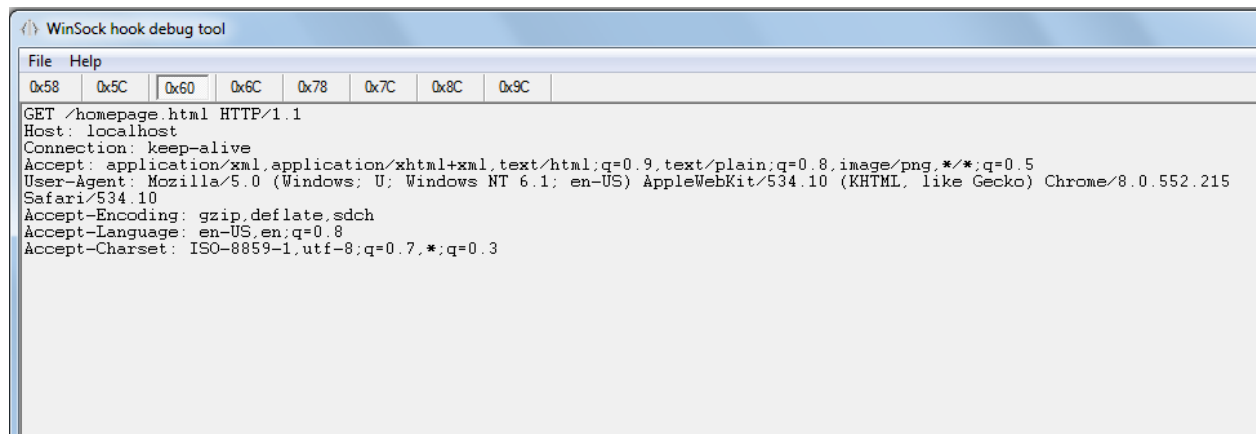 WinSock hook debug tool
File Help
0x58 0x5C 0x60 0x6C 0x78 0x7C 0x8C 0x9C
GET /homepage.html HTTP/1.1
Host: localhost
Connection: keep-alive
Accept: application/xml,application/xhtml+xml,text/html;q=0.9,text/plain;q=0.8,image/png,*/*;q=0.5
User-Agent: Mozilla/5.0 (Windows; U; Windows NT 6.1; en-US) AppleWebKit/534.10 (KHTML, like Gecko) Chrome/8.0.552.215
Safari/534.10
Accept-Encoding: gzip,deflate,sdch
Accept-Language: en-US,en;q=0.8
Accept-Charset: ISO-8859-1,utf-8;q=0.7,*;q=0.3